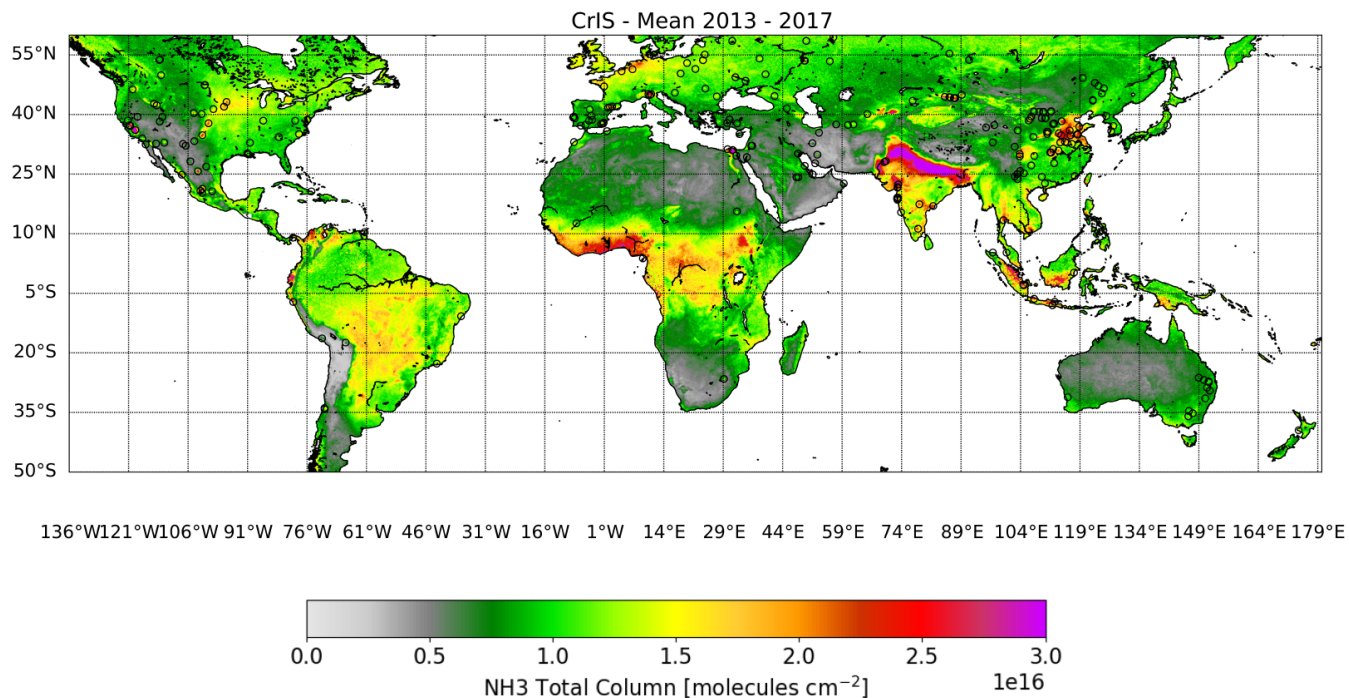 CrIS - Mean 2013 - 2017
55°N
40°N
25°N
10°N
5°S
20°S
35°S
50°S
136°W121°W106°W 91°W 76°W 61°W 46°W 31°W 16°W 1°W 14°E 29°E 44°E 59°E 74°E 89°E 104°E 119°E 134°E 149°E 164°E 179°E
0.0 0.5 1.0 1.5 2.0 2.5 3.0
1e16
NH3 Total Column [molecules cm⁻²]